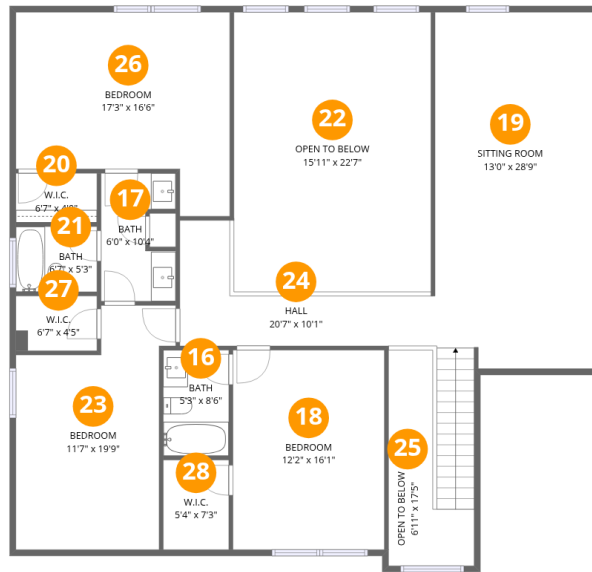 26
BEDROOM
17'3" x 16'6"
22
OPEN TO BELOW
15'11" x 22'7"
19
SITTING ROOM
13'0" x 28'9"
20
W.I.C.
6'7" x 4'8"
17
BATH
6'0" x 10'4"
21
BATH
6'7" x 5'3"
27
W.I.C.
6'7" x 4'5"
24
HALL
20'7" x 10'1"
16
BATH
5'3" x 8'6"
23
BEDROOM
11'7" x 19'9"
18
BEDROOM
12'2" x 16'1"
25
OPEN TO BELOW
6'11" x 17'5"
28
W.I.C.
5'4" x 7'3"